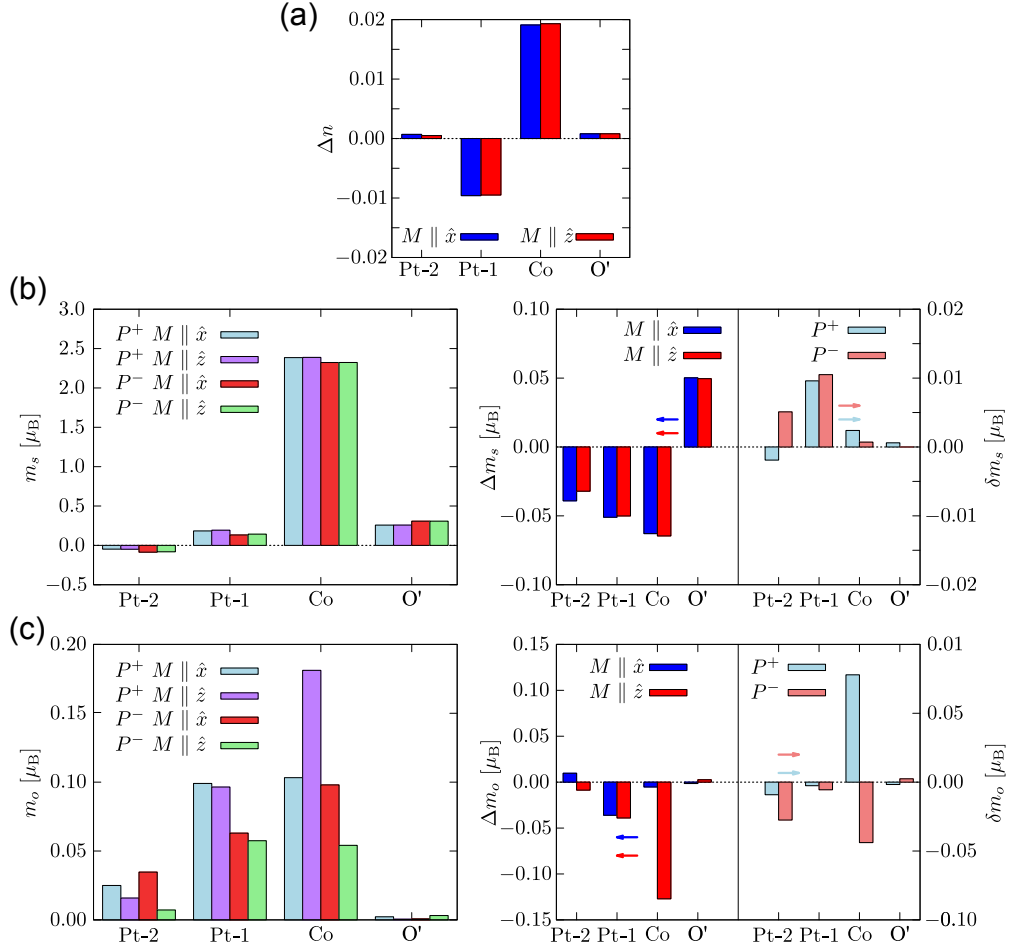 (a)
0.02
0.01
0.00
−0.01
−0.02
Δn
M ∥ x̂
M ∥ ẑ
Pt-2 Pt-1 Co O'
(b)
3.0
2.5
2.0
1.5
1.0
0.5
0.0
−0.5
m_s [μ_B]
P⁺ M ∥ x̂
P⁺ M ∥ ẑ
P⁻ M ∥ x̂
P⁻ M ∥ ẑ
Pt-2 Pt-1 Co O'
0.10
0.05
0.00
−0.05
−0.10
Δm_s [μ_B]
M ∥ x̂
M ∥ ẑ
P⁺
P⁻
0.02
0.01
0.00
−0.01
−0.02
δm_s [μ_B]
Pt-2 Pt-1 Co O' Pt-2 Pt-1 Co O'
(c)
0.20
0.15
0.10
0.05
0.00
m_o [μ_B]
P⁺ M ∥ x̂
P⁺ M ∥ ẑ
P⁻ M ∥ x̂
P⁻ M ∥ ẑ
Pt-2 Pt-1 Co O'
0.15
0.10
0.05
0.00
−0.05
−0.10
−0.15
Δm_o [μ_B]
M ∥ x̂
M ∥ ẑ
P⁺
P⁻
0.01
0.01
0.00
−0.05
−0.10
δm_o [μ_B]
Pt-2 Pt-1 Co O' Pt-2 Pt-1 Co O'